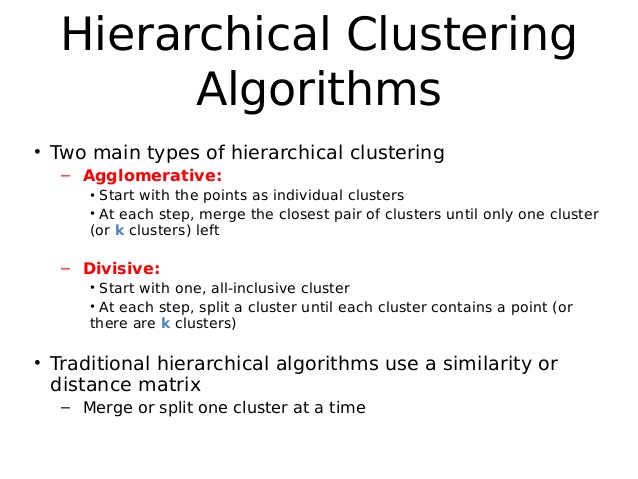 Hierarchical Clustering
Algorithms
• Two main types of hierarchical clustering
– Agglomerative:
• Start with the points as individual clusters
• At each step, merge the closest pair of clusters until only one cluster
(or k clusters) left
– Divisive:
• Start with one, all-inclusive cluster
• At each step, split a cluster until each cluster contains a point (or
there are k clusters)
• Traditional hierarchical algorithms use a similarity or
distance matrix
– Merge or split one cluster at a time